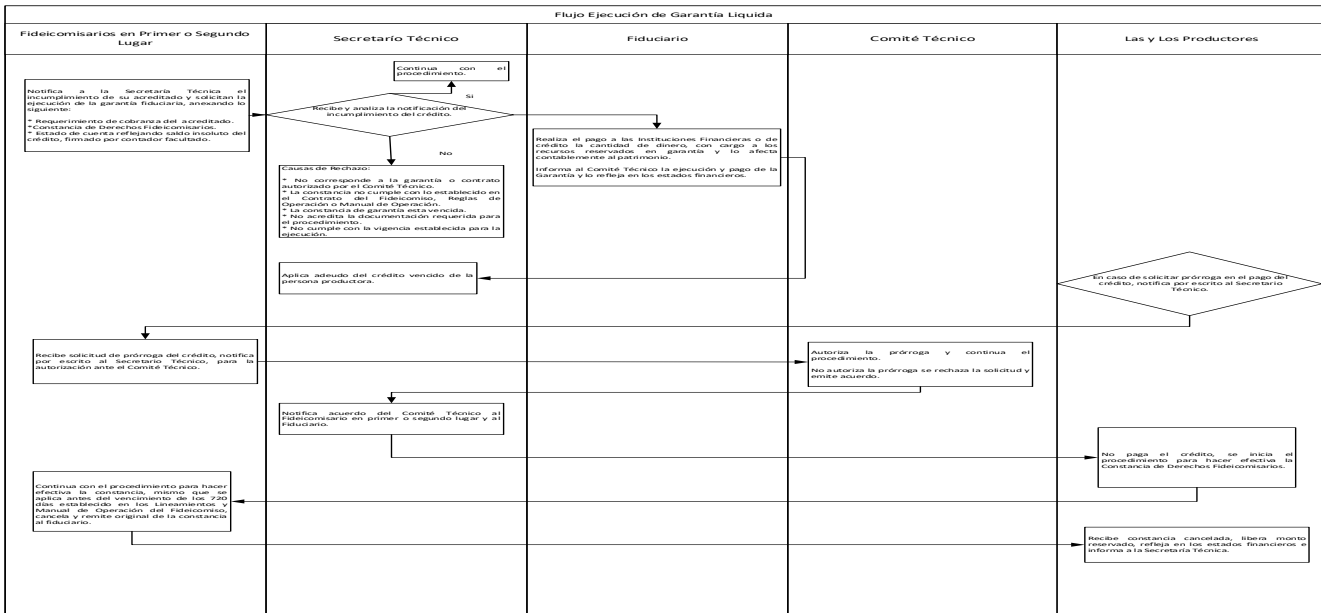 Flujo Ejecución de Garantía Liquida
Fideicomisarios en Primer o Segundo
Lugar
Secretarío Técnico
Fiduciario
Comité Técnico
Las y Los Productores
Notifica a la Secretaría Técnica el
incumplimiento de su acreditado y solicitan la
ejecución de la garantía fiduciaria, anexando lo
siguiente:
* Requerimiento de cobranza del acreditado.
*Constancia de Derechos Fideicomisarios.
* Estado de cuenta reflejando saldo insoluto del
crédito, firmado por contador facultado.
Continua con el
procedimiento.
Si
Recibe y analiza la notificación del
incumplimiento del crédito.
No
Causas de Rechazo:
* No corresponde a la garantía o contrato
autorizado por el Comité Técnico.
* La constancia no cumple con lo establecido en
el Contrato del Fideicomiso, Reglas de
Operación o Manual de Operación.
* La constancia de garantía esta vencida.
* No acredita la documentación requerida para
el procedimiento.
* No cumple con la vigencia establecida para la
ejecución.
Realiza el pago a las Instituciones Financieras o de
crédito la cantidad de dinero, con cargo a los
recursos reservados en garantía y lo afecta
contablemente al patrimonio.
Informa al Comité Técnico la ejecución y pago de la
Garantía y lo refleja en los estados financieros.
Aplica adeudo del crédito vencido de la
persona productora.
En caso de solicitar prórroga en el pago del
crédito, notifica por escrito al Secretario
Técnico.
Recibe solicitud de prórroga del crédito, notifica
por escrito al Secretario Técnico, para la
autorización ante el Comité Técnico.
Autoriza la prórroga y continua el
procedimiento.
No autoriza la prórroga se rechaza la solicitud y
emite acuerdo.
Notifica acuerdo del Comité Técnico al
Fideicomisario en primer o segundo lugar y al
Fiduciario.
No paga el crédito, se inicia el
procedimiento para hacer efectiva la
Constancia de Derechos Fideicomisarios.
Continua con el procedimiento para hacer
efectiva la constancia, mismo que se
aplica antes del vencimiento de los 720
días establecido en los Lineamientos y
Manual de Operación del Fideicomiso,
cancela y remite original de la constancia
al fiduciario.
Recibe constancia cancelada, libera monto
reservado, refleja en los estados financieros e
informa a la Secretaría Técnica.